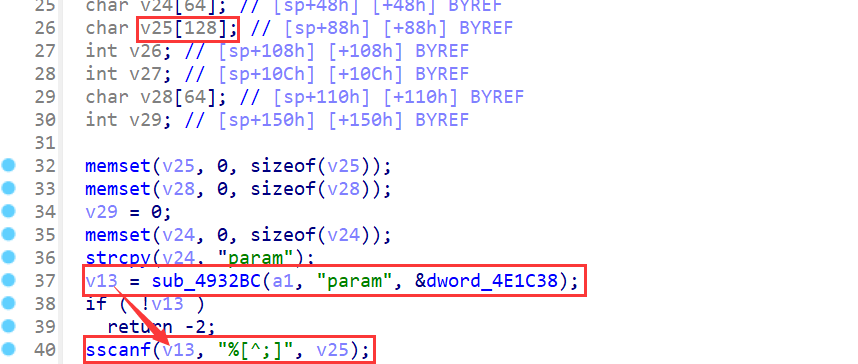 25 char v24[64]; // [sp+48h] [+48h] BYREF
26 char v25[128]; // [sp+88h] [+88h] BYREF
27 int v26; // [sp+108h] [+108h] BYREF
28 int v27; // [sp+10Ch] [+10Ch] BYREF
29 char v28[64]; // [sp+110h] [+110h] BYREF
30 int v29; // [sp+150h] [+150h] BYREF
31
32 memset(v25, 0, sizeof(v25));
33 memset(v28, 0, sizeof(v28));
34 v29 = 0;
35 memset(v24, 0, sizeof(v24));
36 strcpy(v24, "param");
37 v13 = sub_4932BC(a1, "param", &dword_4E1C38);
38 if ( !v13 )
39 return -2;
40 sscanf(v13, "%[^;]", v25);